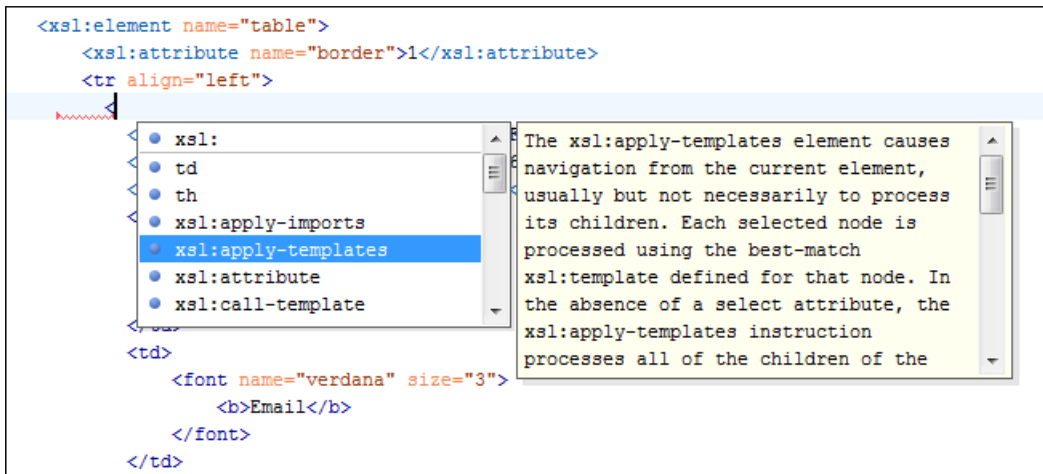 <xsl:element name="table">
<xsl:attribute name="border">1</xsl:attribute>
<tr align="left">
<
xsl:
td
th
xsl:apply-imports
xsl:apply-templates
xsl:attribute
xsl:call-template
The xsl:apply-templates element causes
navigation from the current element,
usually but not necessarily to process
its children. Each selected node is
processed using the best-match
xsl:template defined for that node. In
the absence of a select attribute, the
xsl:apply-templates instruction
processes all of the children of the
<td>
<font name="verdana" size="3">
<b>Email</b>
</font>
</td>